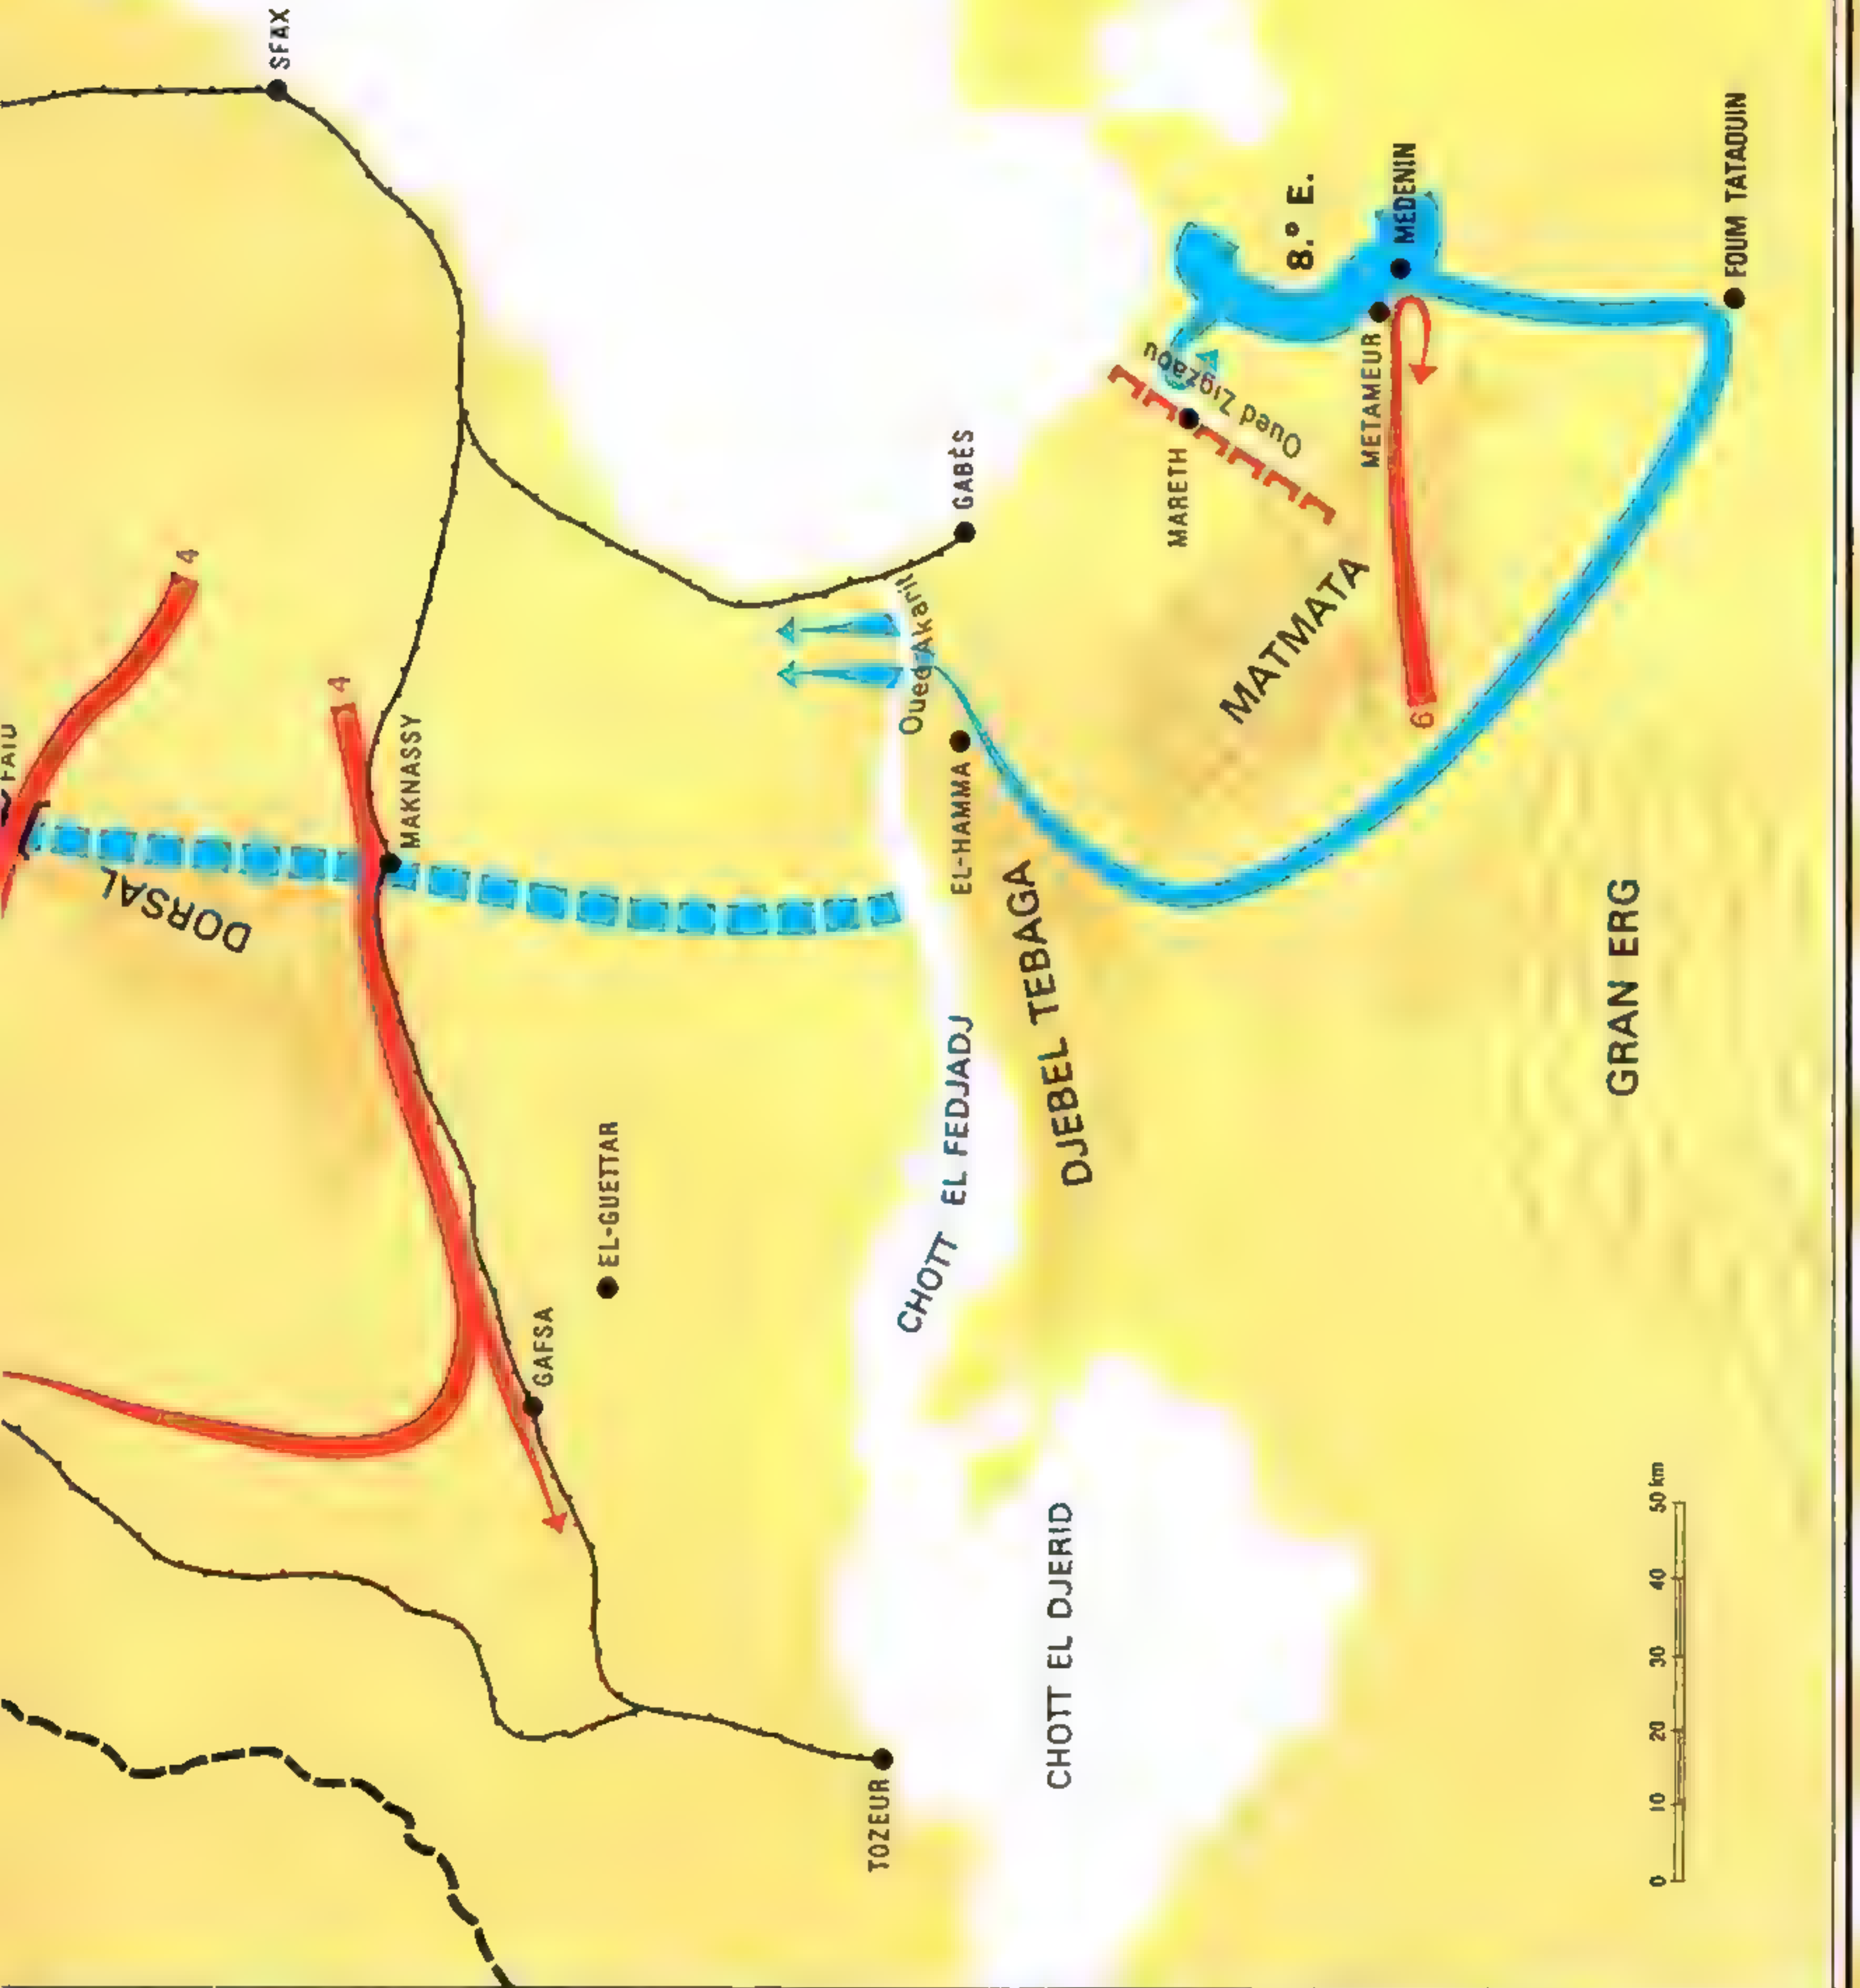 SFAX
4
4
MAKNASSY
DORSAL
GABÈS
Oued Akarit
EL-HAMMA
MARETH
Oued Zigzaou
8.º E.
MEDENIN
METAMEUR
FOUM TATAOUIN
MATMATA
6
DJEBEL TEBAGA
CHOTT EL FEDJADJ
GRAN ERG
EL-GUETTAR
GAFSA
TOZEUR
CHOTT EL DJERID
0 10 20 30 40 50 km